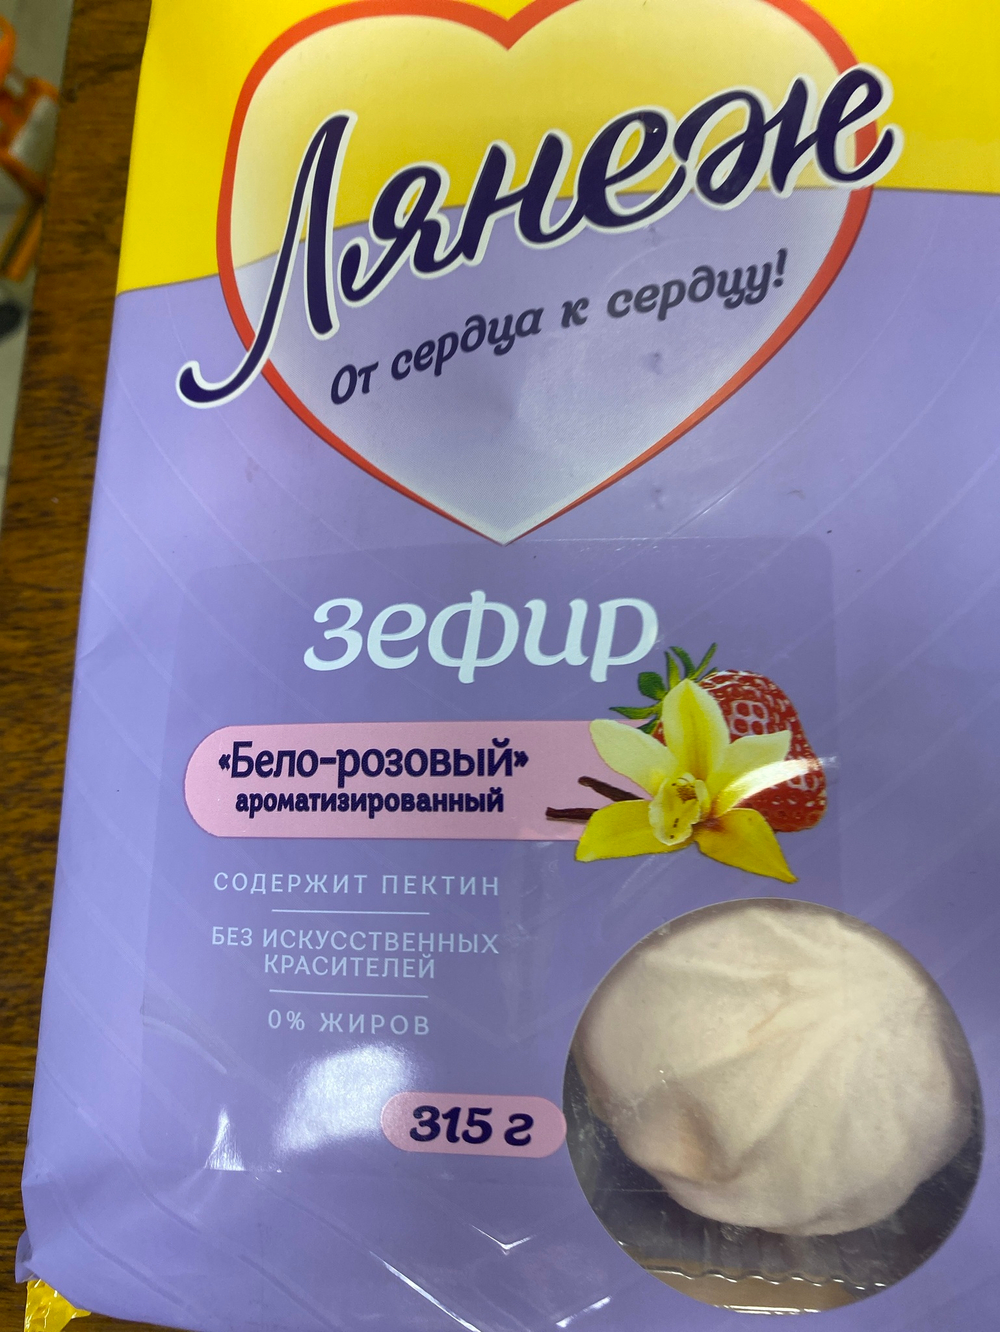 Лянеж
От сердца к сердцу!
зефир
«Бело-розовый»
ароматизированный
СОДЕРЖИТ ПЕКТИН
БЕЗ ИСКУССТВЕННЫХ
КРАСИТЕЛЕЙ
0% ЖИРОВ
315 г